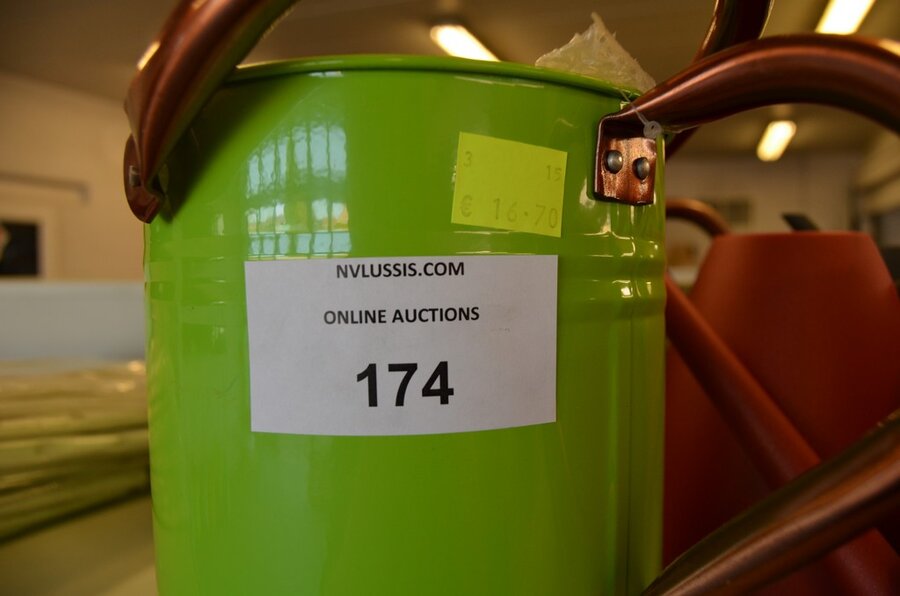 3 15
€ 16.70
NVLUSSIS.COM
ONLINE AUCTIONS
174